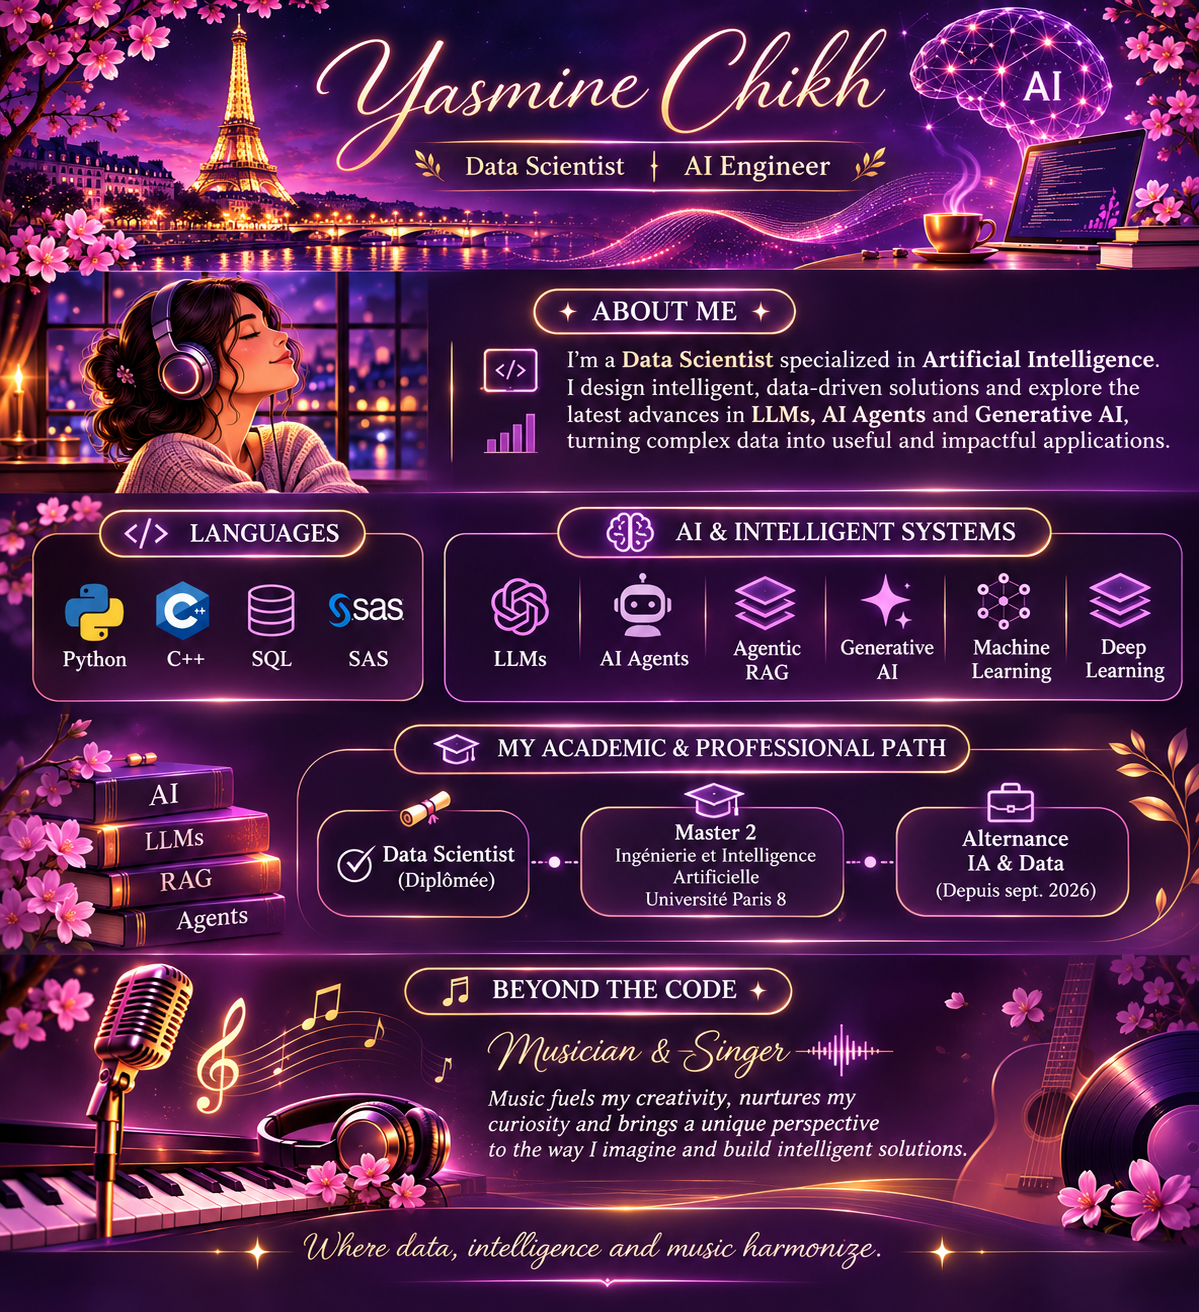 Yasmine Chikh
AI
Data Scientist | AI Engineer
ABOUT ME
</>
I'm a Data Scientist specialized in Artificial Intelligence.
I design intelligent, data-driven solutions and explore the
latest advances in LLMs, AI Agents and Generative AI,
turning complex data into useful and impactful applications.
</> LANGUAGES
C++
sas
Python
C++
SQL
SAS
AI & INTELLIGENT SYSTEMS
LLMs
AI Agents
Agentic
RAG
Generative
AI
Machine
Learning
Deep
Learning
AI
LLMs
RAG
Agents
MY ACADEMIC & PROFESSIONAL PATH
Data Scientist
(Diplômée)
Master 2
Ingénierie et Intelligence
Artificielle
Université Paris 8
Alternance
IA & Data
(Depuis sept. 2026)
BEYOND THE CODE
Musician & Singer
Music fuels my creativity, nurtures my
curiosity and brings a unique perspective
to the way I imagine and build intelligent solutions.
Where data, intelligence and music harmonize.